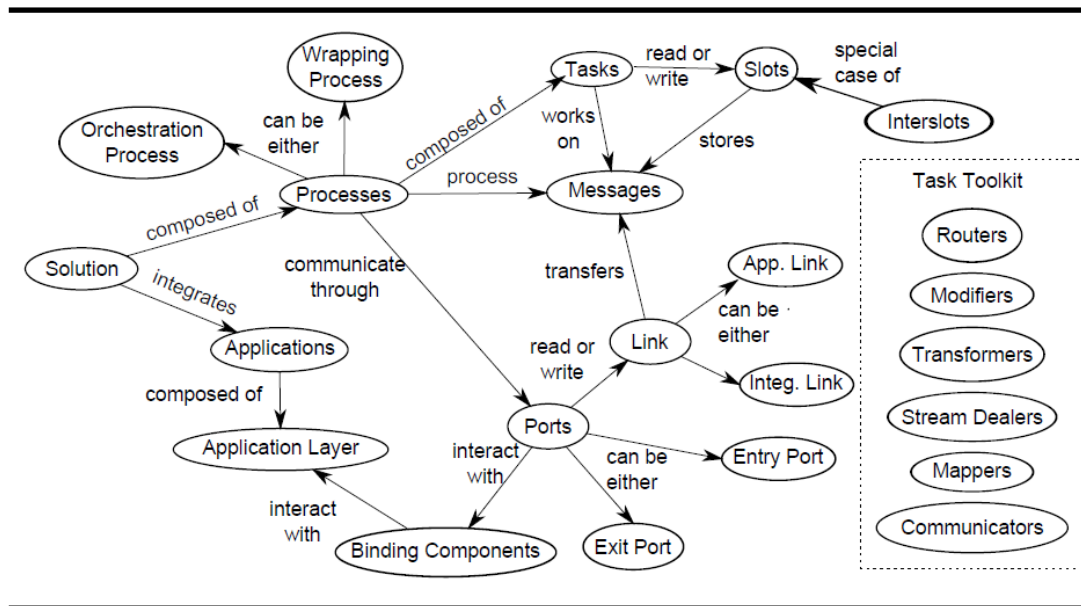 Wrapping
Process
Tasks
read or
write
Slots
special
case of
Orchestration
Process
can be
either
composed of
works
on
stores
Interslots
Processes
process
Messages
Task Toolkit
composed of
Routers
Solution
communicate
through
transfers
App. Link
integrates
Modifiers
can be
either
Applications
read or
write
Link
Transformers
Integ. Link
composed of
Stream Dealers
Ports
Application Layer
interact
with
can be
either
Entry Port
Mappers
interact
with
Communicators
Binding Components
Exit Port